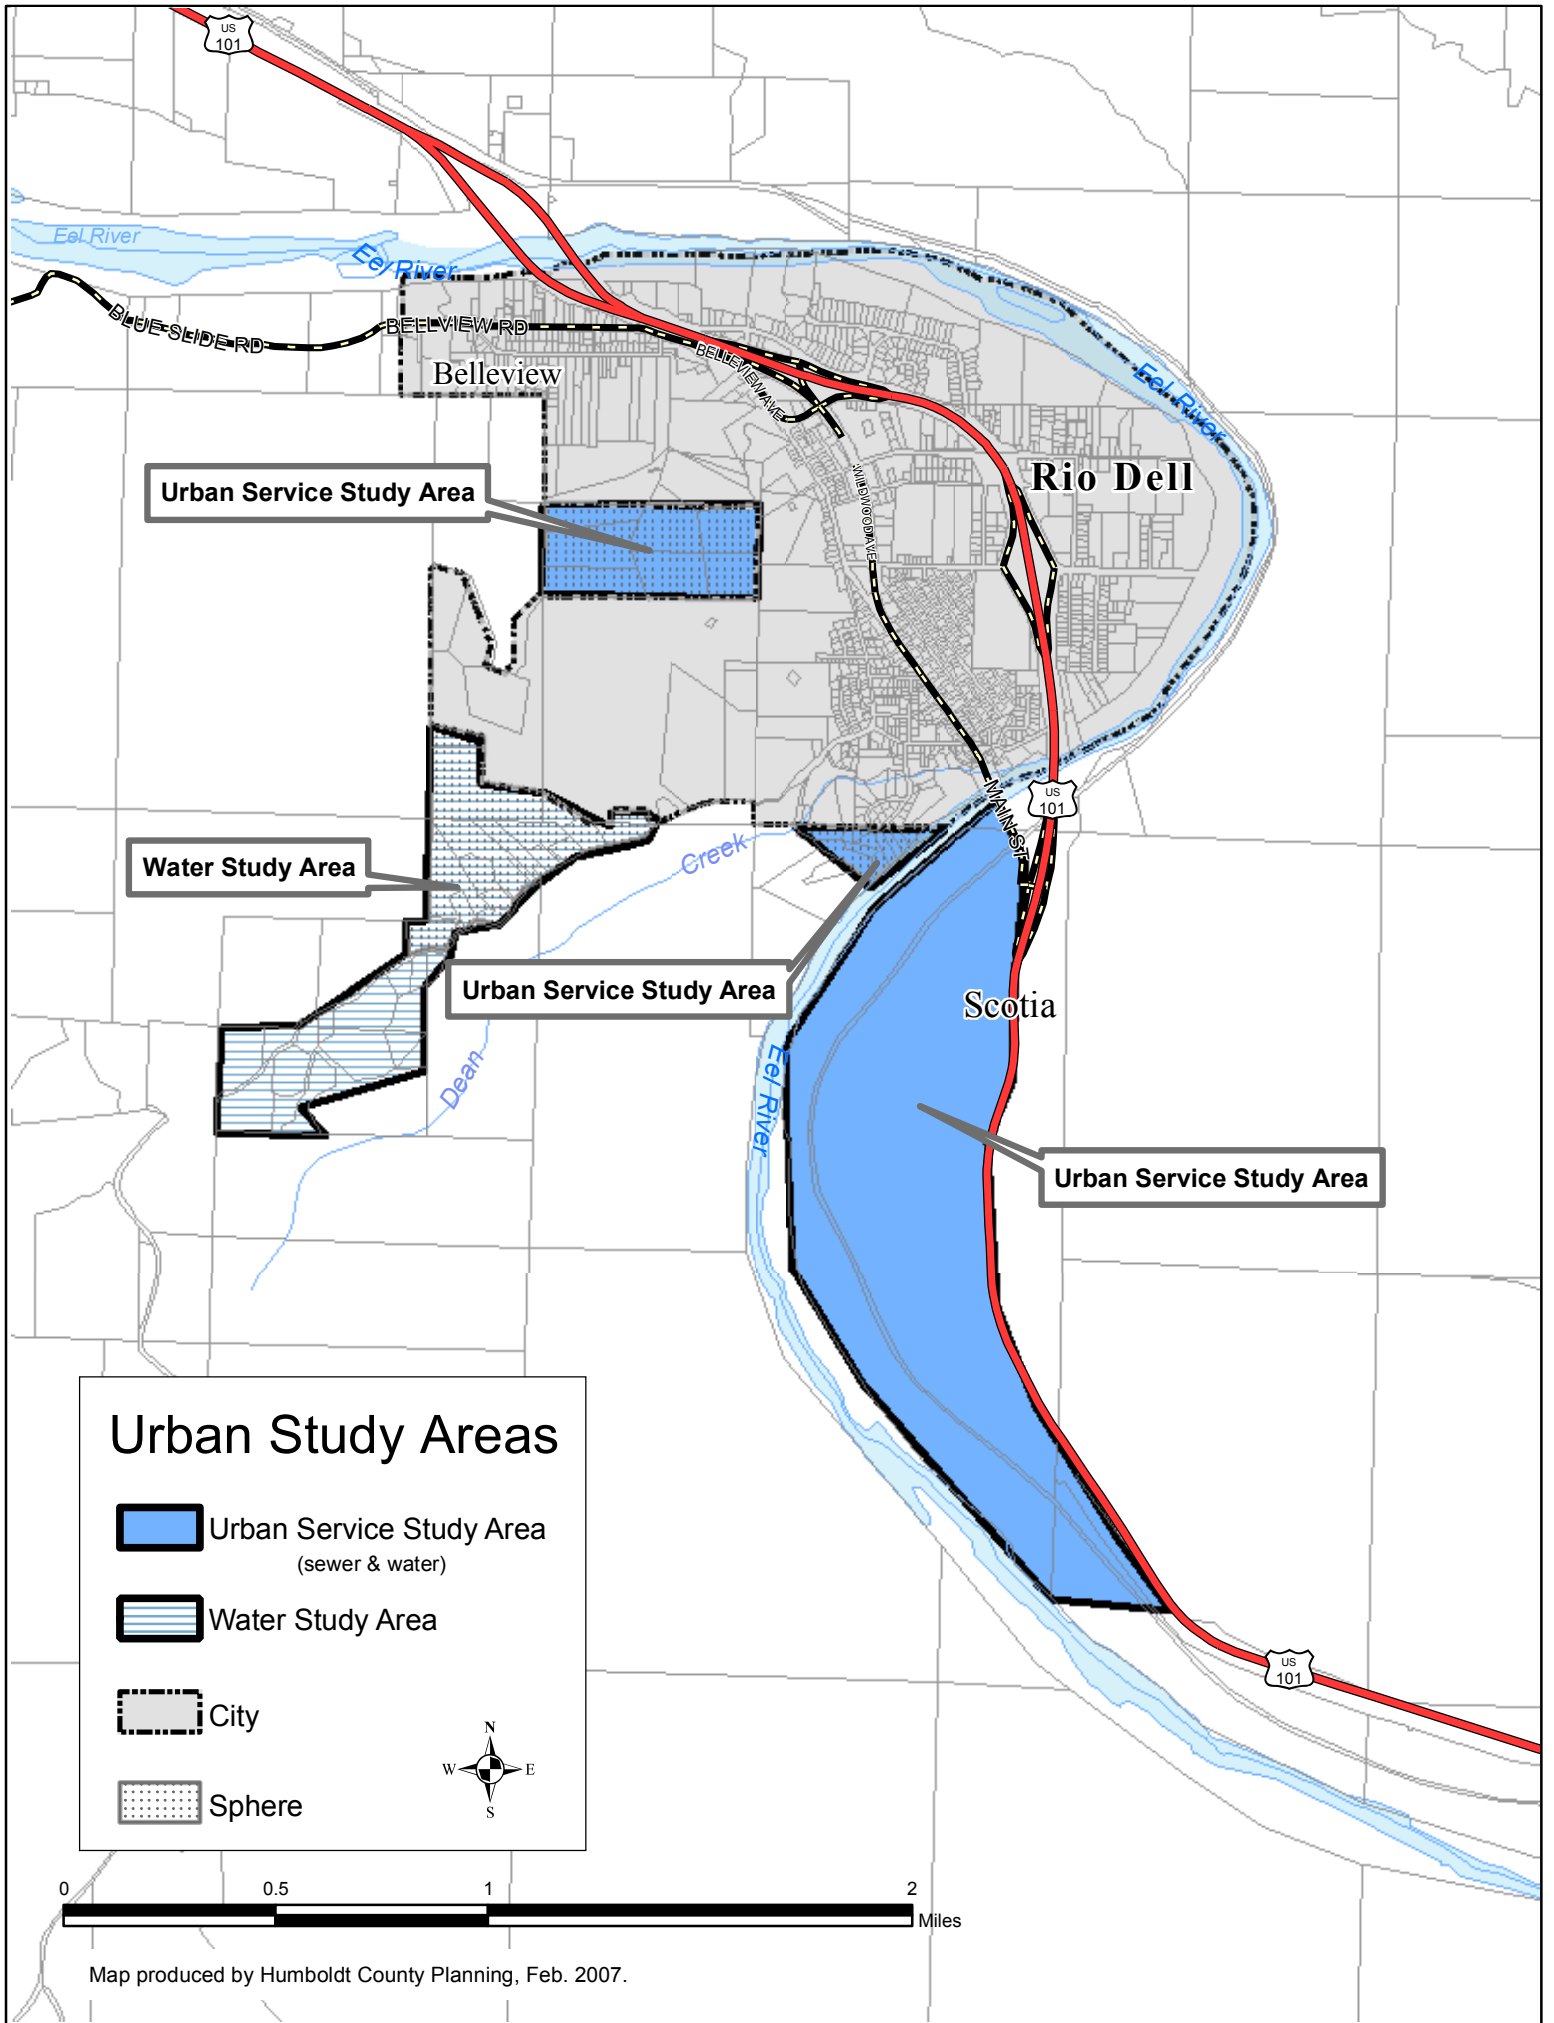 US
101
Eel River
Eel River
BLUE SLIDE RD
BELLVIEW RD
BELLEVIEW AVE
Belleview
Eel River
Rio Dell
Urban Service Study Area
WILDWOOD AVE
US
101
MAIN ST
Creek
Water Study Area
Urban Service Study Area
Scotia
Dean
Eel River
Urban Service Study Area
Urban Study Areas
Urban Service Study Area
(sewer & water)
Water Study Area
City
Sphere
N
W
E
S
US
101
0
0.5
1
2
Miles
Map produced by Humboldt County Planning, Feb. 2007.